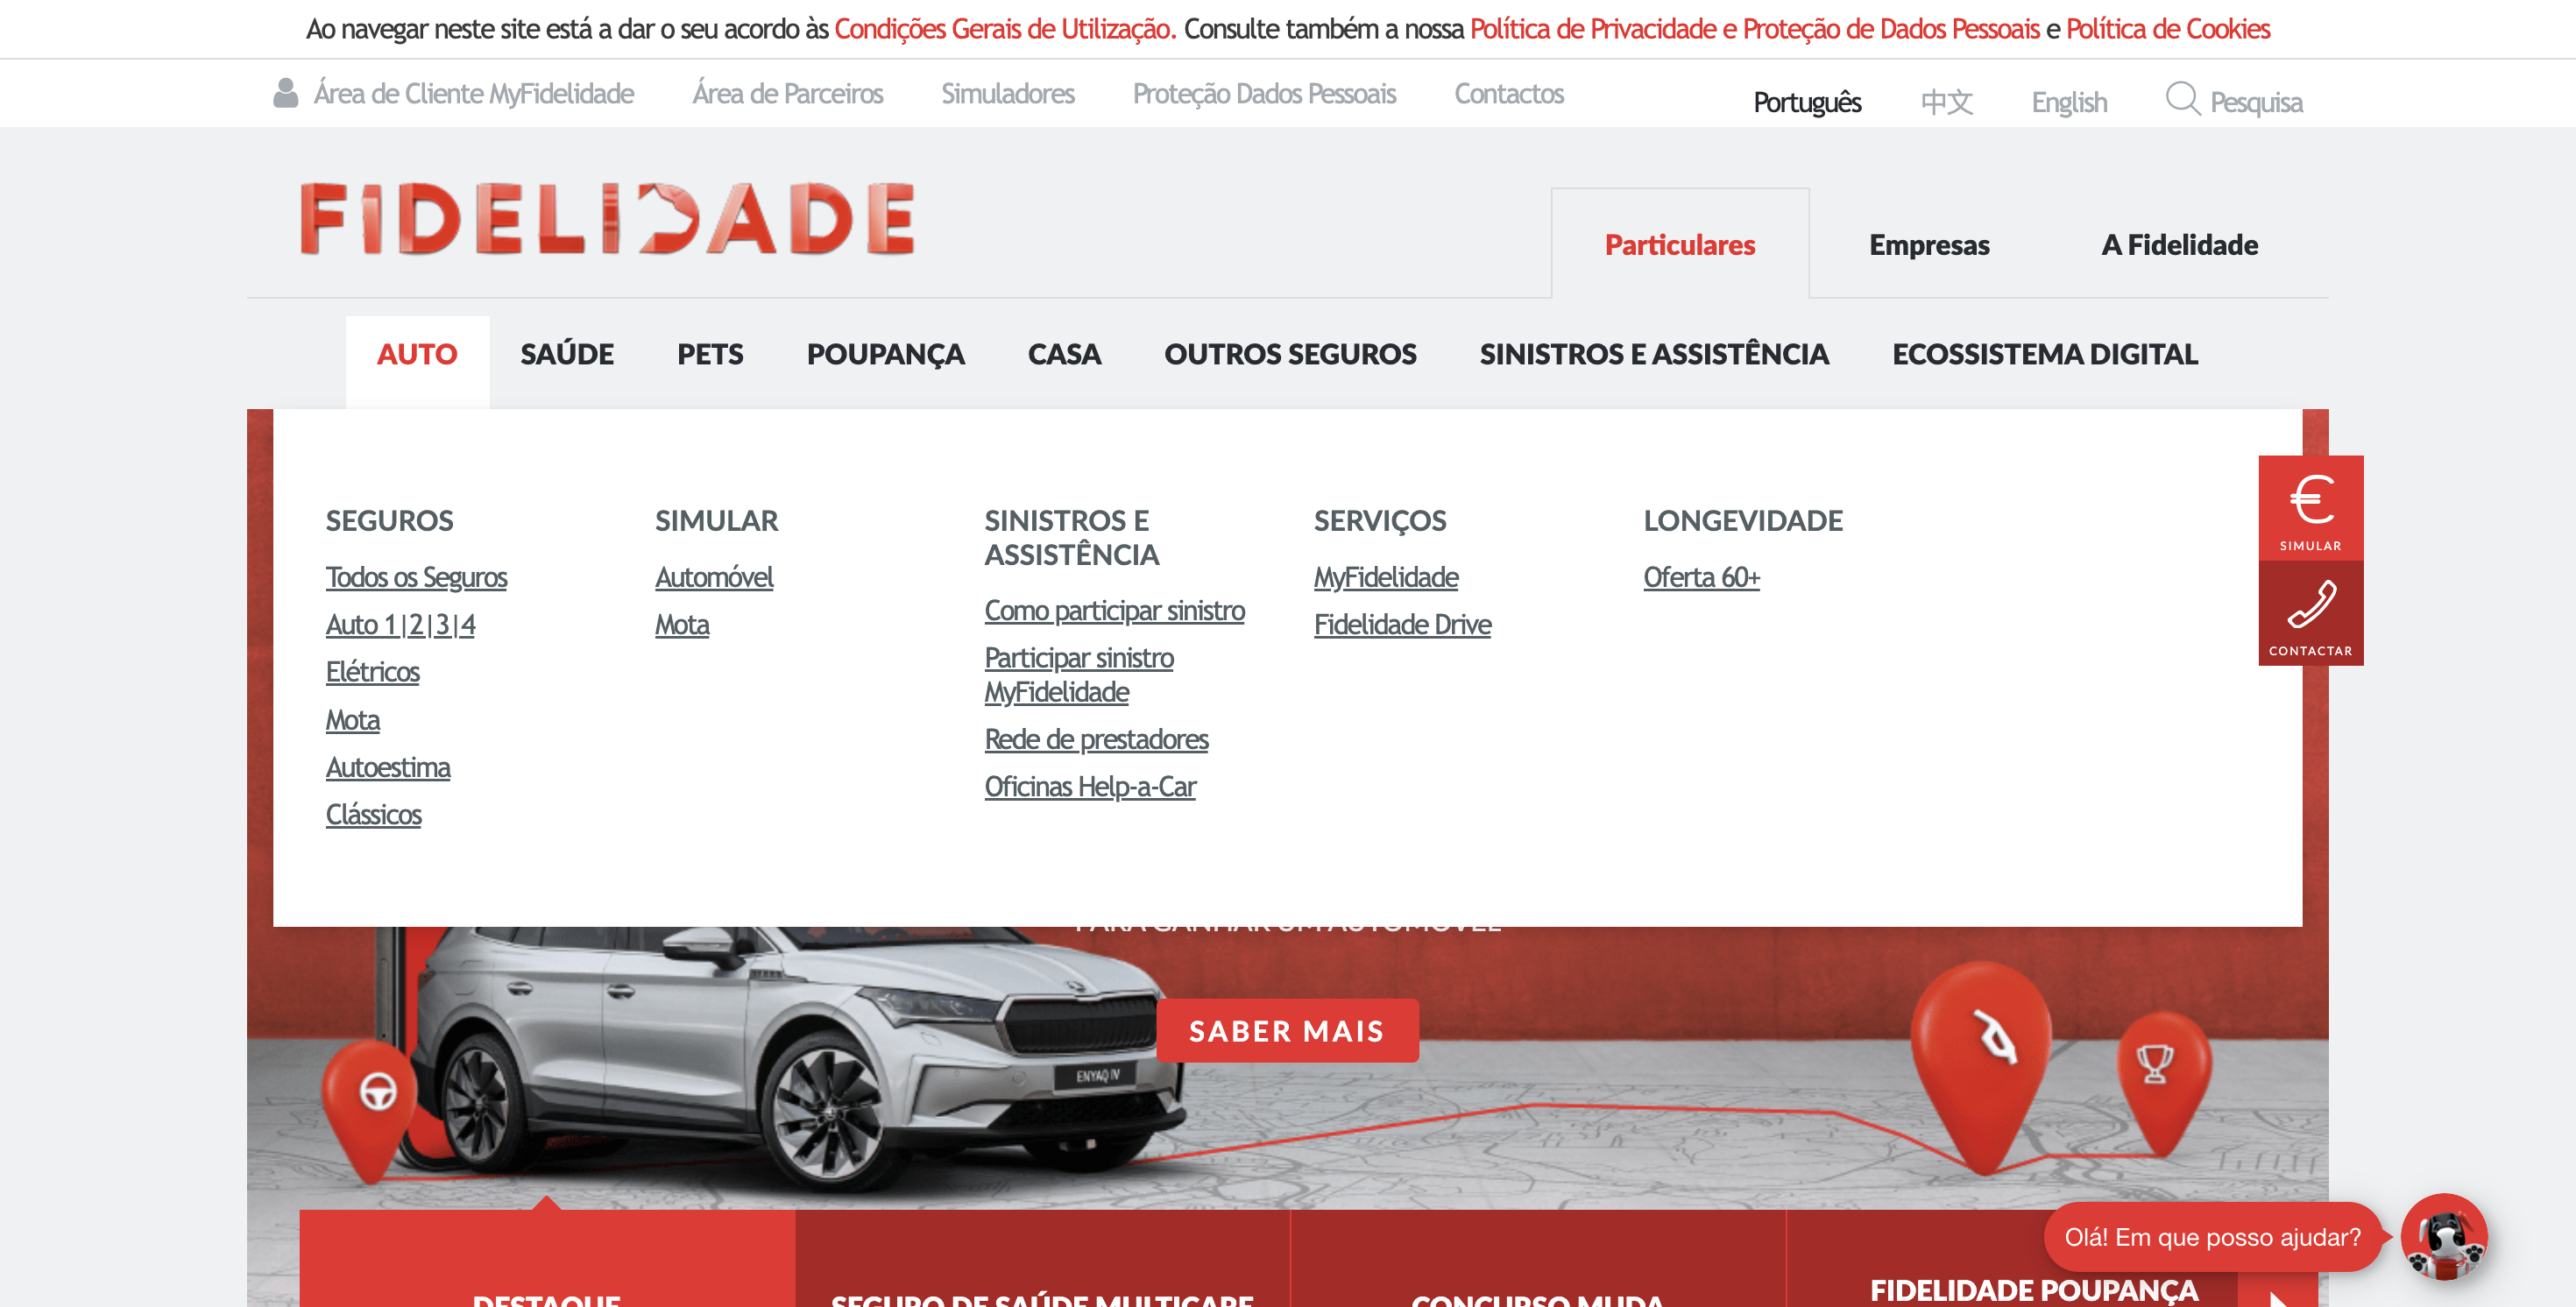 Ao navegar neste site está a dar o seu acordo às Condições Gerais de Utilização. Consulte também a nossa Política de Privacidade e Proteção de Dados Pessoais e Política de Cookies
Área de Cliente MyFidelidade Área de Parceiros Simuladores Proteção Dados Pessoais Contactos Português 中文 English Pesquisa
FIDELIDADE
Particulares Empresas A Fidelidade
AUTO SAÚDE PETS POUPANÇA CASA OUTROS SEGUROS SINISTROS E ASSISTÊNCIA ECOSSISTEMA DIGITAL
SEGUROS
Todos os Seguros
Auto 1|2|3|4
Elétricos
Mota
Autoestima
Clássicos
SIMULAR
Automóvel
Mota
SINISTROS E
ASSISTÊNCIA
Como participar sinistro
Participar sinistro
MyFidelidade
Rede de prestadores
Oficinas Help-a-Car
SERVIÇOS
MyFidelidade
Fidelidade Drive
LONGEVIDADE
Oferta 60+
€
SIMULAR
CONTACTAR
PARA GANHAR UM AUTOMÓVEL
SABER MAIS
ENYAQ IV
Olá! Em que posso ajudar?
DESTAQUE
SEGURO DE SAÚDE MULTICARE
CONCURSO MUDA
FIDELIDADE POUPANÇA